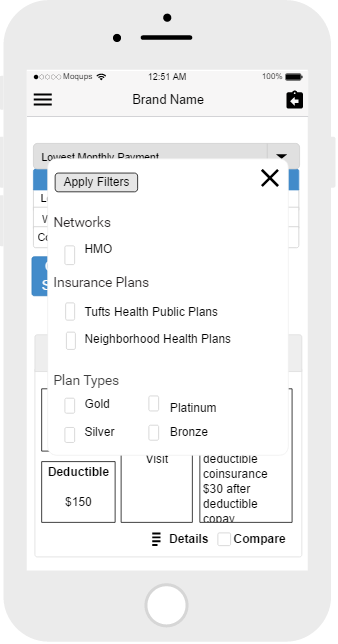 Moqups 12:51 AM 100%
Brand Name
Lowest Monthly Payment
Apply Filters
Networks
HMO
Insurance Plans
Tufts Health Public Plans
Neighborhood Health Plans
Plan Types
Gold Platinum
Silver Bronze
Deductible
$150
Visit
deductible
coinsurance
$30 after
deductible
copay
Details Compare